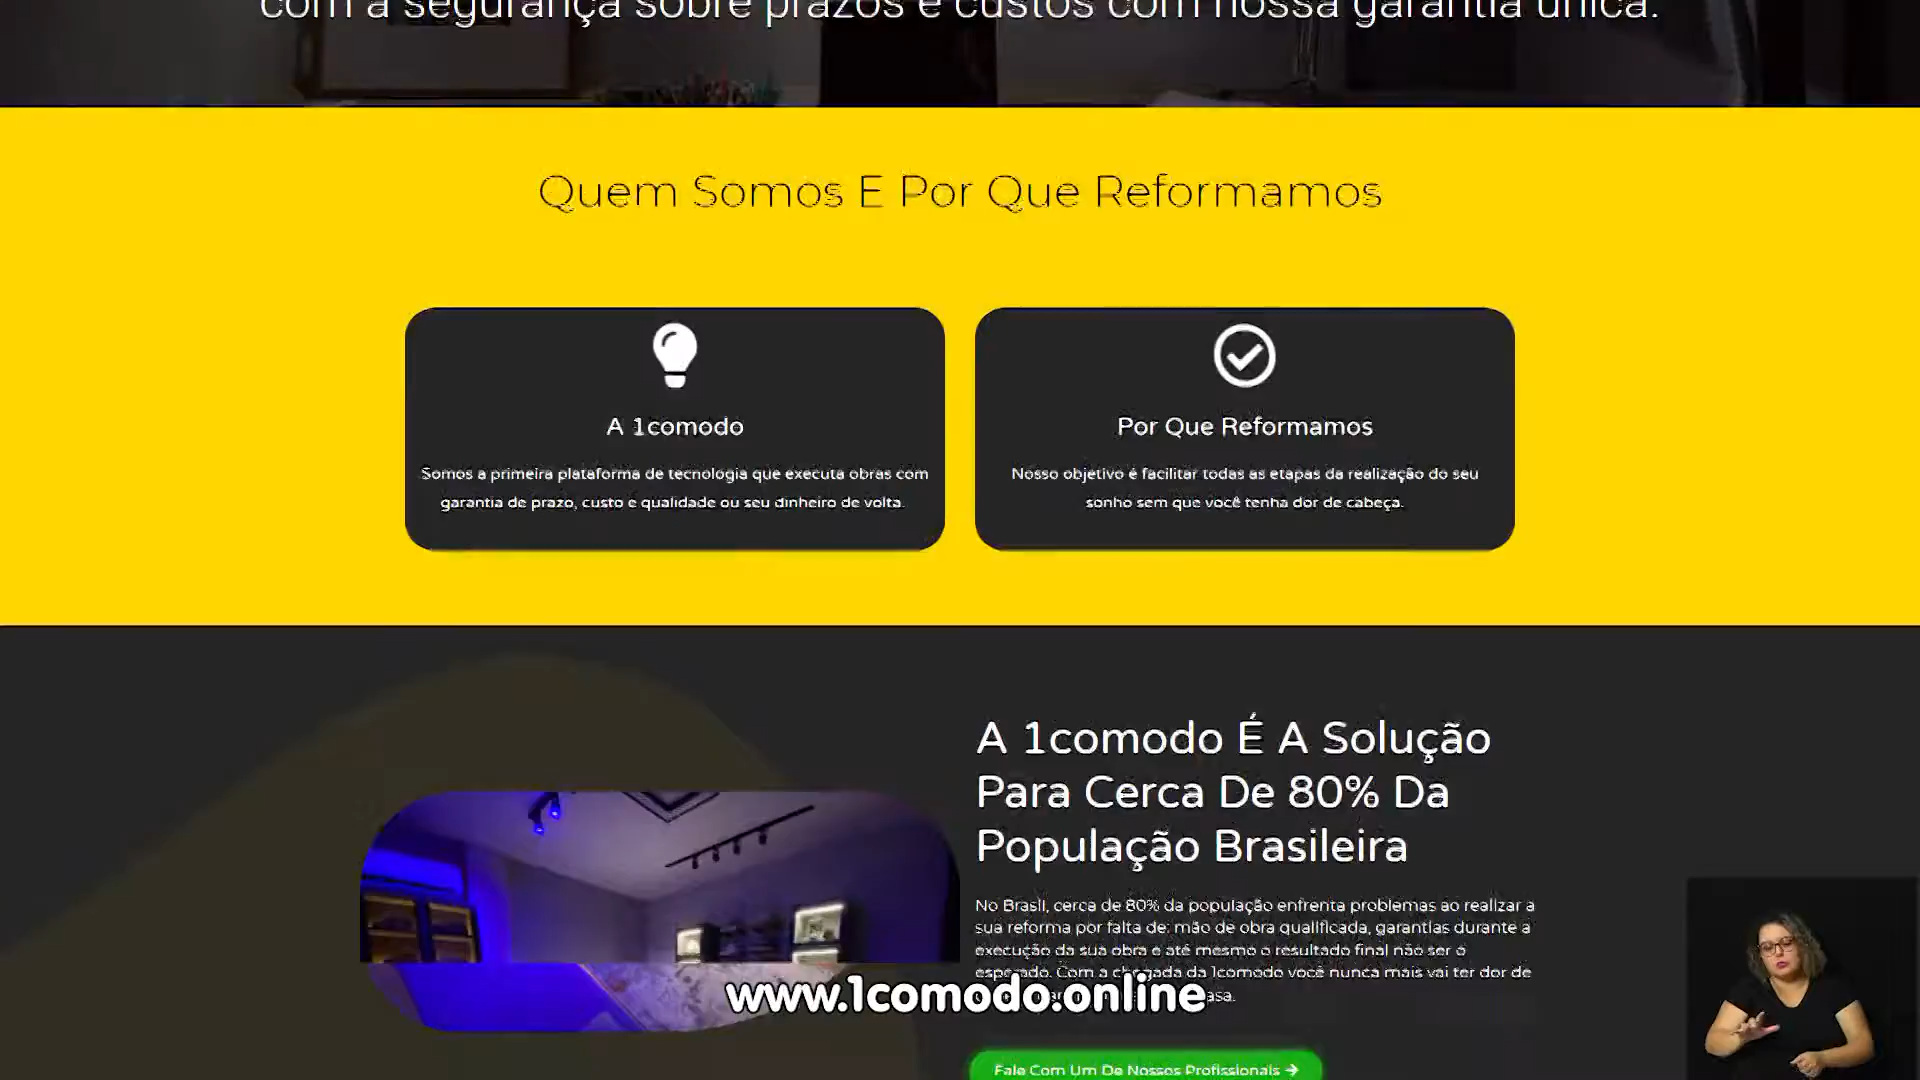 com a segurança sobre prazos e custos com nossa garantia única.
Quem Somos E Por Que Reformamos
A 1comodo
Somos a primeira plataforma de tecnologia que executa obras com
garantia de prazo, custo e qualidade ou seu dinheiro de volta.
Por Que Reformamos
Nosso objetivo é facilitar todas as etapas da realização do seu
sonho sem que você tenha dor de cabeça.
A 1comodo É A Solução
Para Cerca De 80% Da
População Brasileira
No Brasil, cerca de 80% da população enfrenta problemas ao realizar a
sua reforma por falta de: mão de obra qualificada, garantias durante a
execução da sua obra e até mesmo o resultado final não ser o
esperado. Com a chegada da 1comodo você nunca mais vai ter dor de
www.1comodo.online
Fale Com Um De Nossos Profissionais →